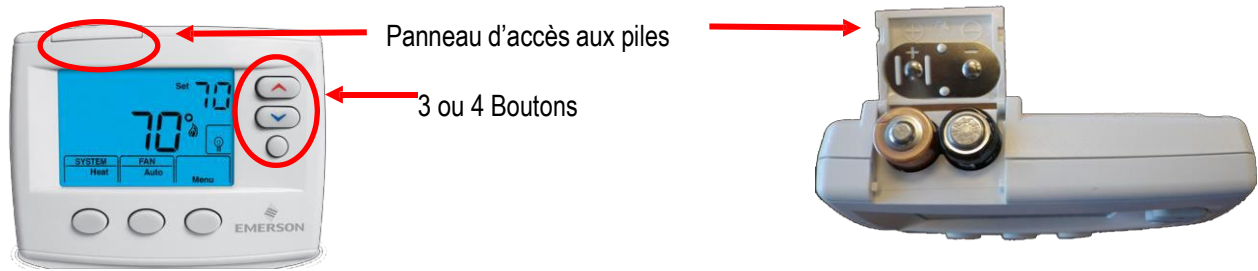 Panneau d’accès aux piles
3 ou 4 Boutons
Set 70
70°
SYSTEM FAN
Heat Auto Menu
EMERSON
+ -